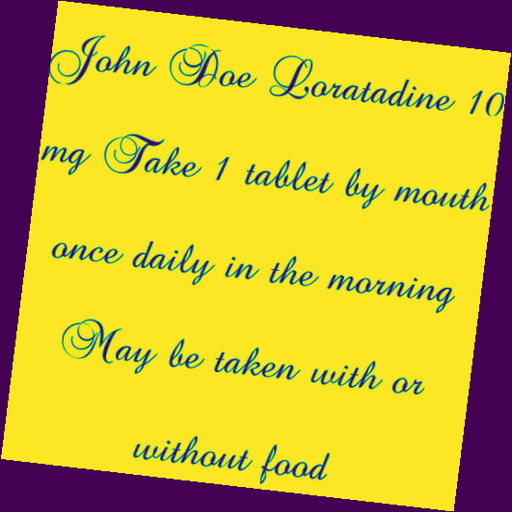 John Doe Loratadine 10
mg Take 1 tablet by mouth
once daily in the morning
May be taken with or
without food